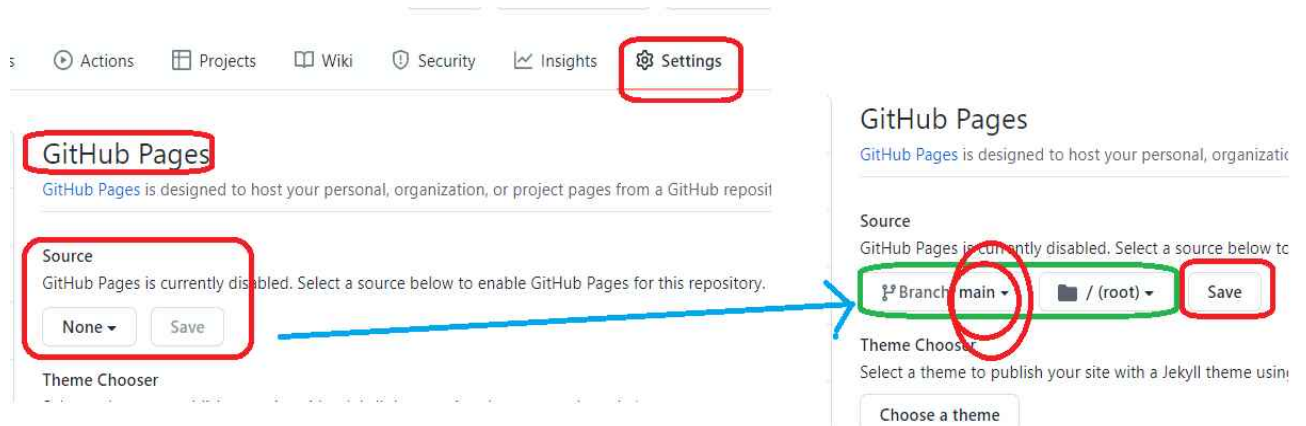 s Actions Projects Wiki Security Insights Settings
GitHub Pages
GitHub Pages is designed to host your personal, organization, or project pages from a GitHub reposit
Source
GitHub Pages is currently disabled. Select a source below to enable GitHub Pages for this repository.
None Save
Theme Chooser
GitHub Pages
GitHub Pages is designed to host your personal, organizatio
Source
GitHub Pages is currently disabled. Select a source below to
Branch: main / (root) Save
Theme Chooser
Select a theme to publish your site with a Jekyll theme using
Choose a theme